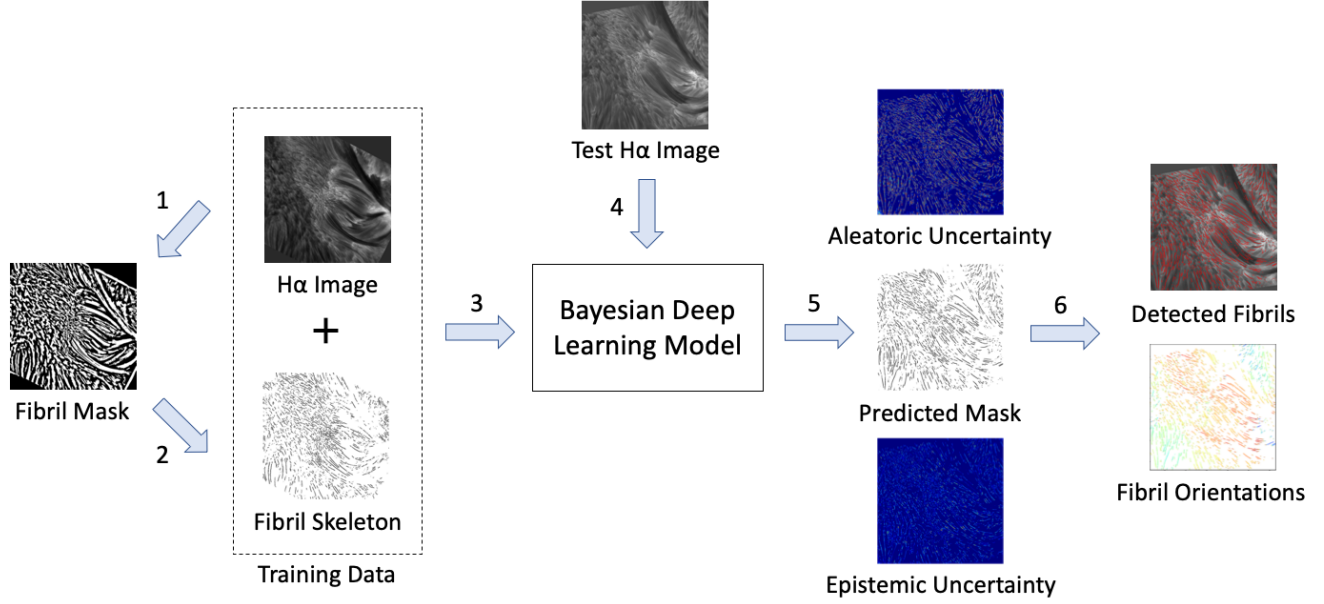 1
Hα Image
+
Fibril Skeleton
Training Data
Fibril Mask
2
3
Test Hα Image
4
Bayesian Deep
Learning Model
5
Aleatoric Uncertainty
Predicted Mask
Epistemic Uncertainty
6
Detected Fibrils
Fibril Orientations